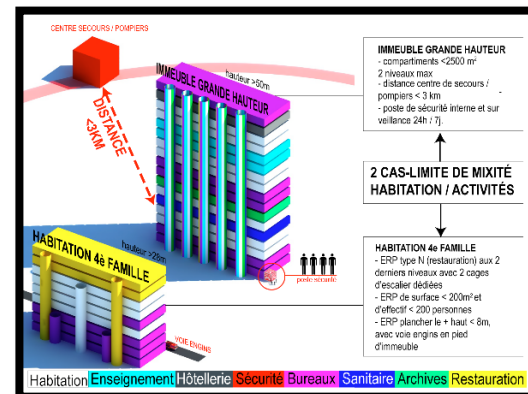 CENTRE SECOURS / POMPIERS
hauteur >60m
IMMEUBLE GRANDE HAUTEUR
DISTANCE
<3KM
IMMEUBLE GRANDE HAUTEUR
- compartiments <2500 m²
2 niveaux max
- distance centre de secours /
pompiers < 3 km
- poste de sécurité interne et sur
veillance 24h / 7j.
2 CAS-LIMITE DE MIXITÉ
HABITATION / ACTIVITÉS
HABITATION 4è FAMILLE
hauteur >28m
poste sécurité
VOIE ENGINS
HABITATION 4è FAMILLE
- ERP type N (restauration) aux 2
derniers niveaux avec 2 cages
d'escalier dédiées
- ERP de surface < 200m² et
d'effectif < 200 personnes
- ERP plancher le + haut < 8m,
avec voie engins en pied
d'immeuble
Habitation Enseignement Hôtellerie Sécurité Bureaux Sanitaire Archives Restauration